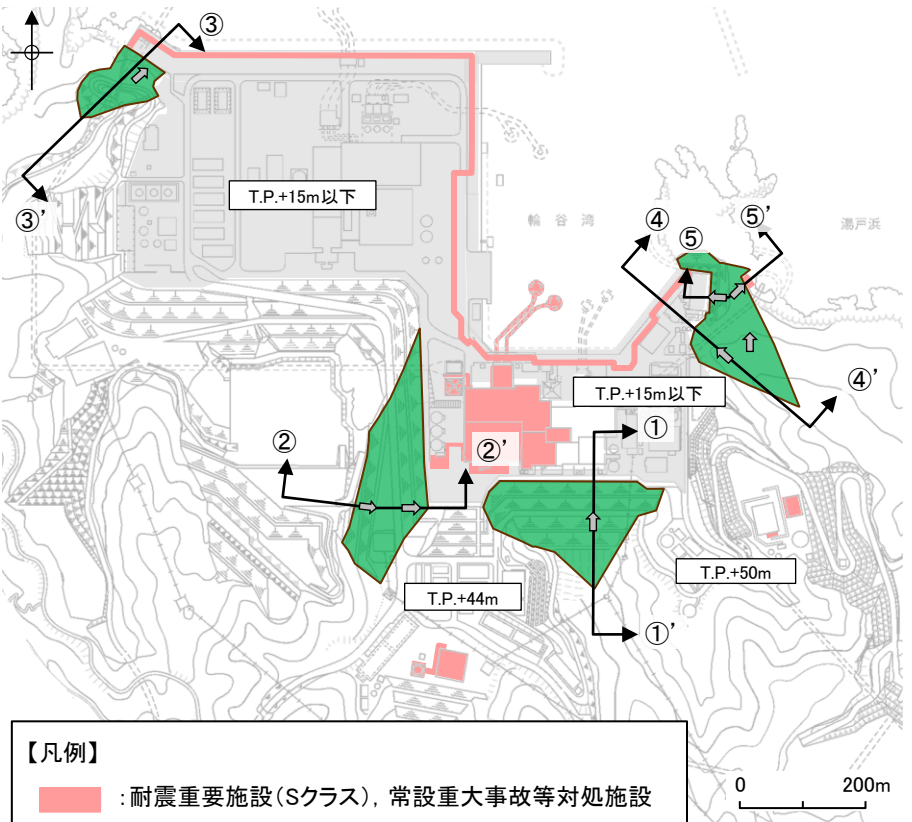 ③
③’
T.P.+15m以下
輪谷湾
④
⑤
⑤’
湯戸浜
④’
T.P.+15m以下
①
②
②’
T.P.+50m
T.P.+44m
①’
【凡例】
:耐震重要施設(Sクラス),常設重大事故等対処施設
0 200m